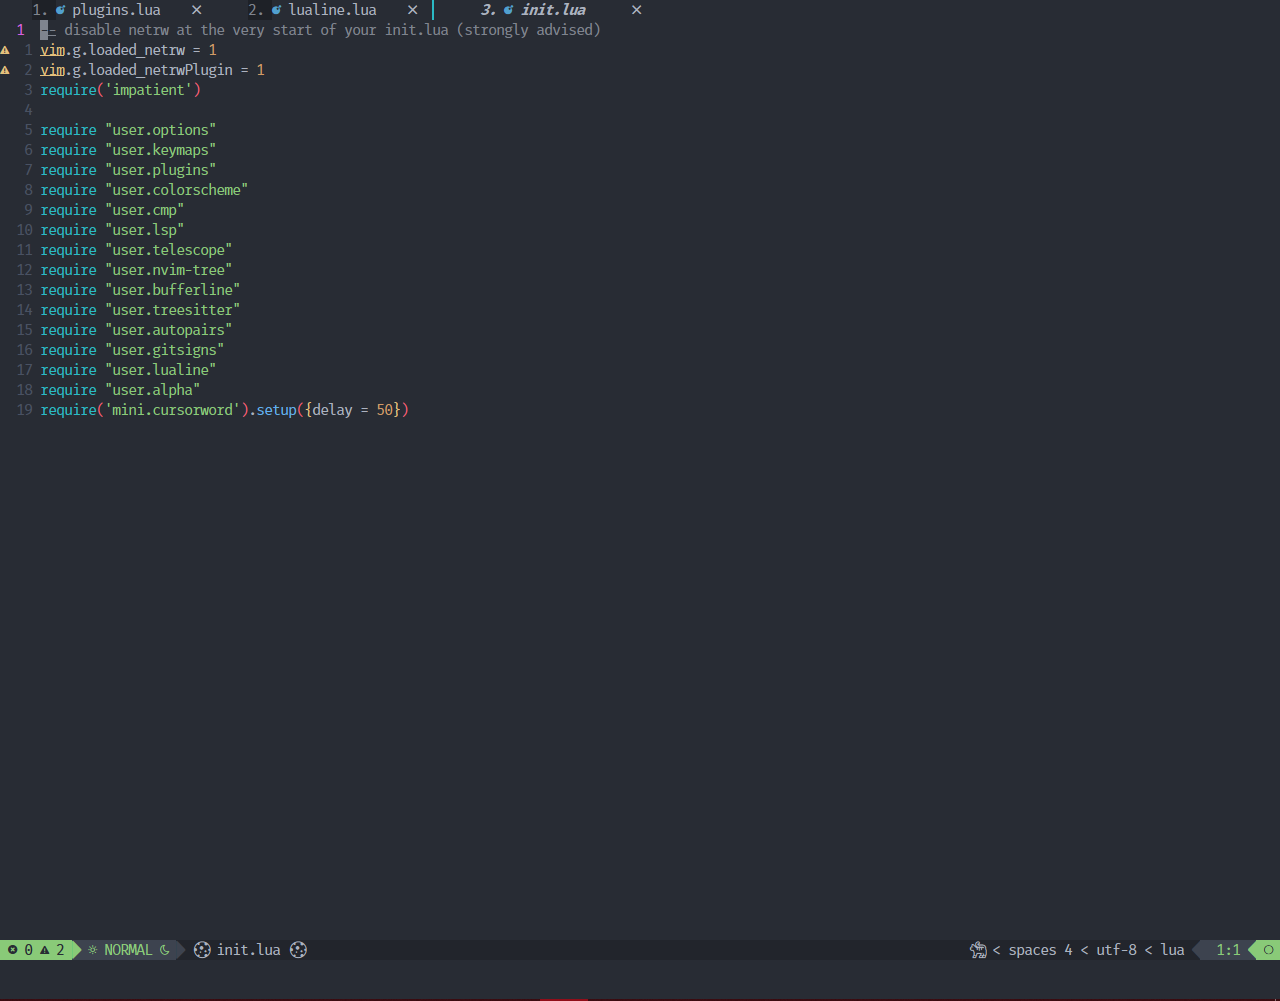 1. plugins.lua × 2. lualine.lua × 3. init.lua ×
1 -- disable netrw at the very start of your init.lua (strongly advised)
1 vim.g.loaded_netrw = 1
2 vim.g.loaded_netrwPlugin = 1
3 require('impatient')
4
5 require "user.options"
6 require "user.keymaps"
7 require "user.plugins"
8 require "user.colorscheme"
9 require "user.cmp"
10 require "user.lsp"
11 require "user.telescope"
12 require "user.nvim-tree"
13 require "user.bufferline"
14 require "user.treesitter"
15 require "user.autopairs"
16 require "user.gitsigns"
17 require "user.lualine"
18 require "user.alpha"
19 require('mini.cursorword').setup({delay = 50})
0 2 NORMAL init.lua < spaces 4 < utf-8 < lua 1:1